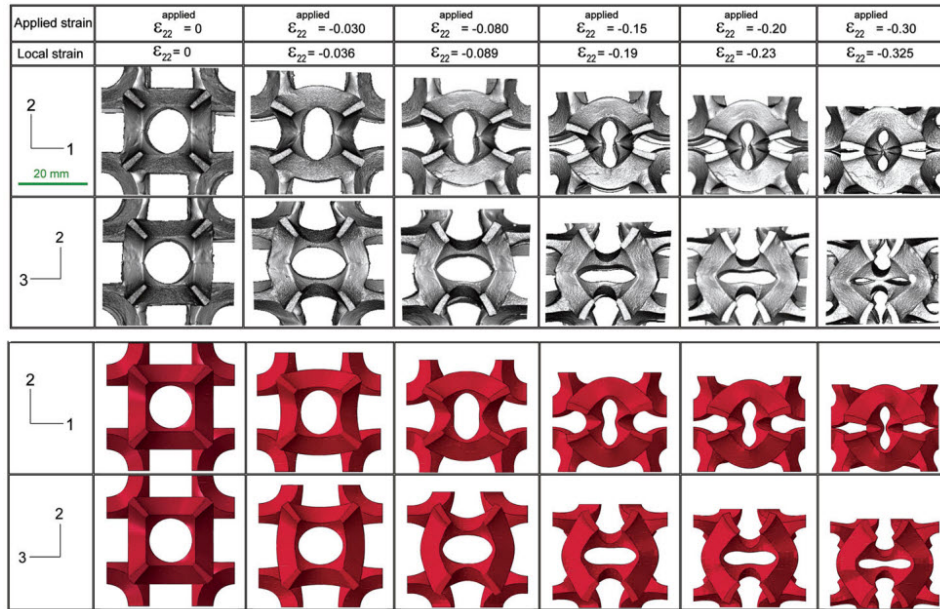 Applied strain ε22 applied = 0 ε22 applied = -0.030 ε22 applied = -0.080 ε22 applied = -0.15 ε22 applied = -0.20 ε22 applied = -0.30
Local strain ε22 = 0 ε22 = -0.036 ε22 = -0.089 ε22 = -0.19 ε22 = -0.23 ε22 = -0.325
2
1
20 mm
2
3
2
1
2
3